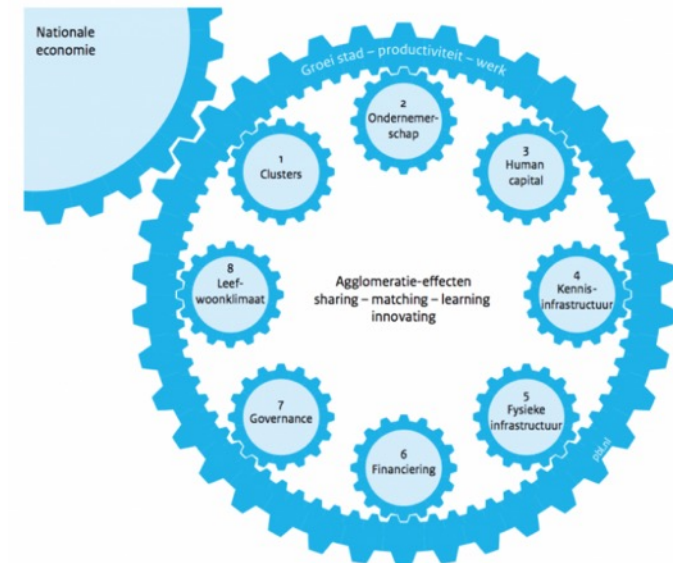 Nationale
economie
Groei stad – productiviteit – werk
1
Clusters
2
Ondernemer-
schap
3
Human
capital
4
Kennis-
infrastructuur
5
Fysieke
infrastructuur
6
Financiering
7
Governance
8
Leef-
woonklimaat
Agglomeratie-effecten
sharing – matching – learning
innovating
pbl.nl